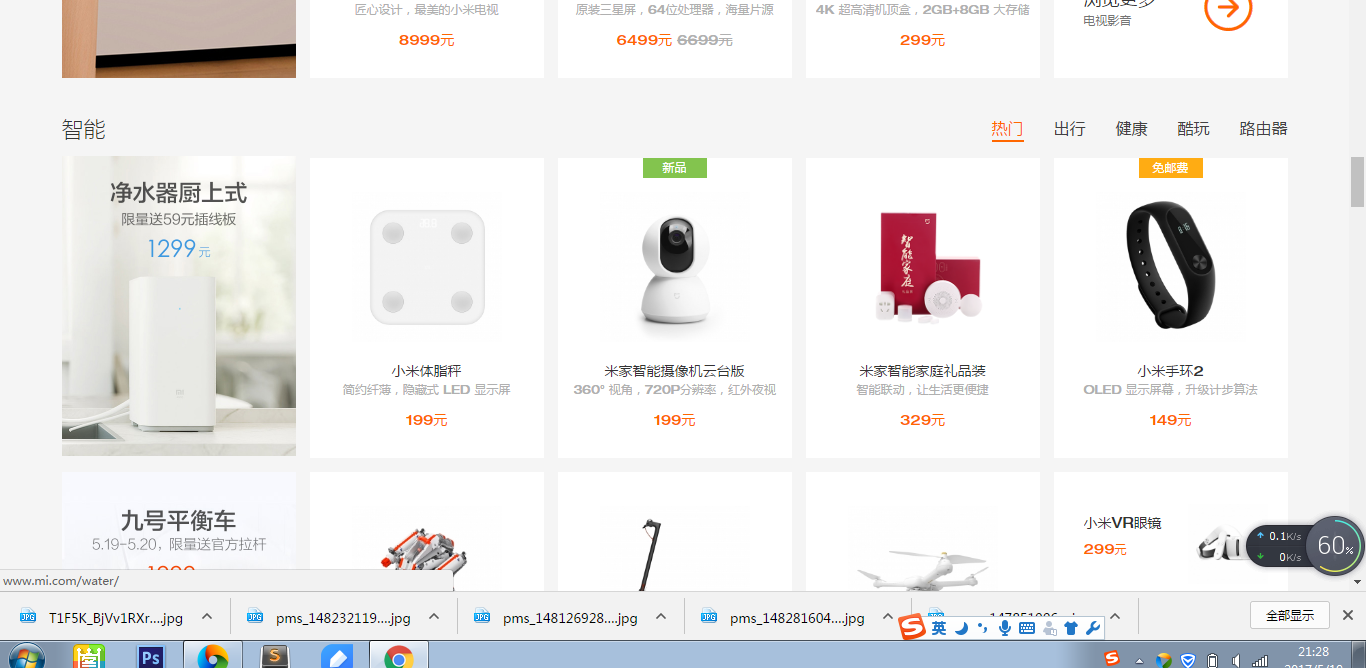 匠心设计，最美的小米电视
8999元
原装三星屏，64位处理器，海量片源
6499元 6699元
4K 超高清机顶盒，2GB+8GB 大存储
299元
浏览更多
电视影音
智能
热门 出行 健康 酷玩 路由器
净水器厨上式
限量送59元插线板
1299元
小米体脂秤
简约纤薄，隐藏式 LED 显示屏
199元
新品
米家智能摄像机云台版
360° 视角，720P分辨率，红外夜视
199元
智能家庭
米家智能家庭礼品装
智能联动，让生活更便捷
329元
免邮费
小米手环2
OLED 显示屏幕，升级计步算法
149元
九号平衡车
5.19-5.20，限量送官方拉杆
小米VR眼镜
299元
0.1K/s
0K/s
60%
www.mi.com/water/
T1F5K_BjVv1RXr....jpg
pms_148232119....jpg
pms_148126928....jpg
pms_148281604....jpg
全部显示
英
Ps
21:28